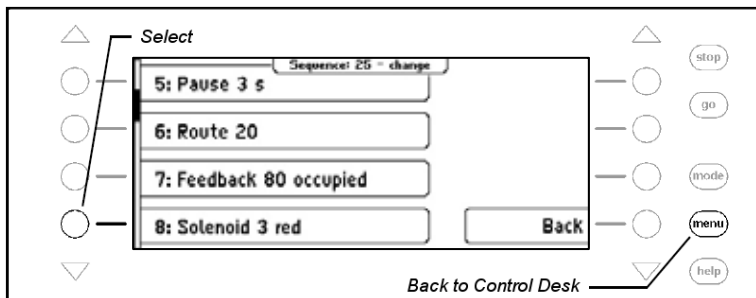 Select
Sequence: 25 - change
stop
5: Pause 3 s
go
6: Route 20
7: Feedback 80 occupied
mode
8: Solenoid 3 red
Back
menu
Back to Control Desk
help